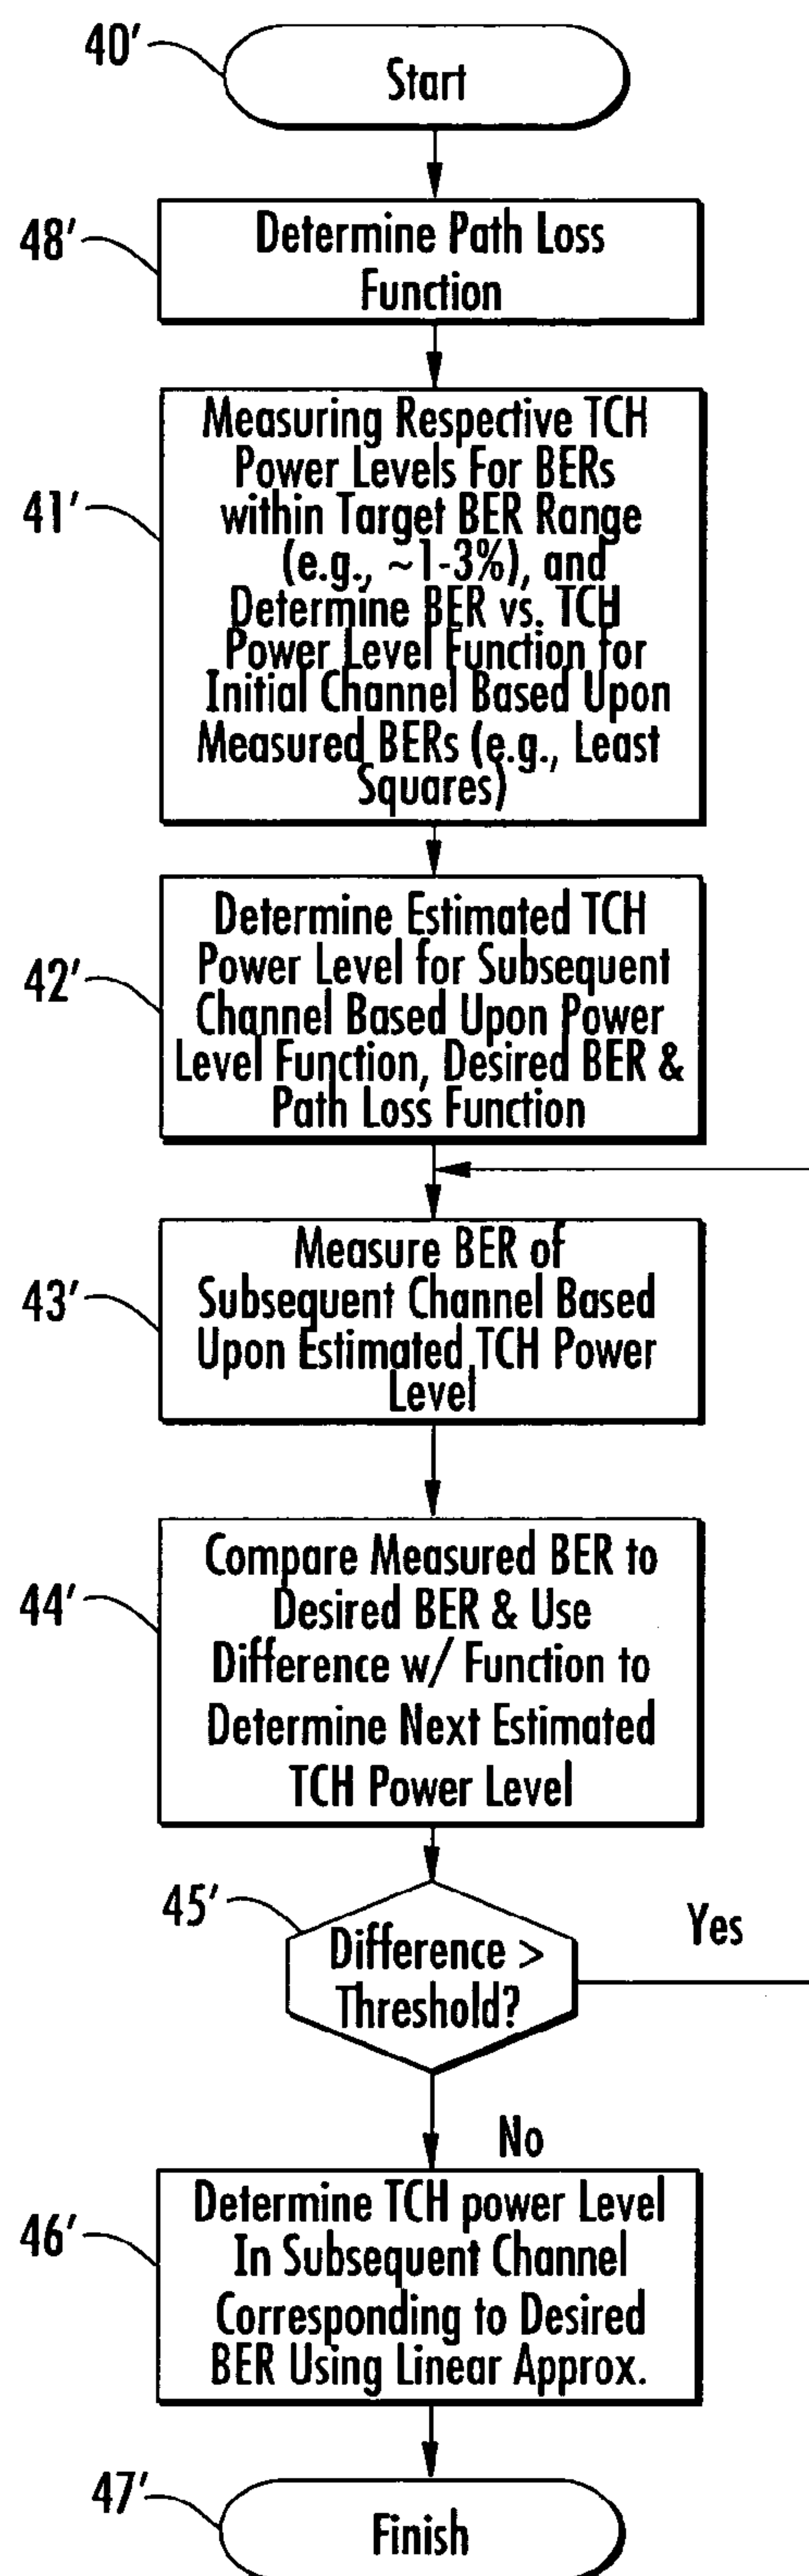 40'
Start
48'
Determine Path Loss
Function
41'
Measuring Respective TCH
Power Levels For BERs
within Target BER Range
(e.g., ~1-3%), and
Determine BER vs. TCH
Power Level Function for
Initial Channel Based Upon
Measured BERs (e.g., Least
Squares)
42'
Determine Estimated TCH
Power Level for Subsequent
Channel Based Upon Power
Level Function, Desired BER &
Path Loss Function
43'
Measure BER of
Subsequent Channel Based
Upon Estimated TCH Power
Level
44'
Compare Measured BER to
Desired BER & Use
Difference w/ Function to
Determine Next Estimated
TCH Power Level
45'
Difference >
Threshold?
Yes
No
46'
Determine TCH power Level
In Subsequent Channel
Corresponding to Desired
BER Using Linear Approx.
47'
Finish